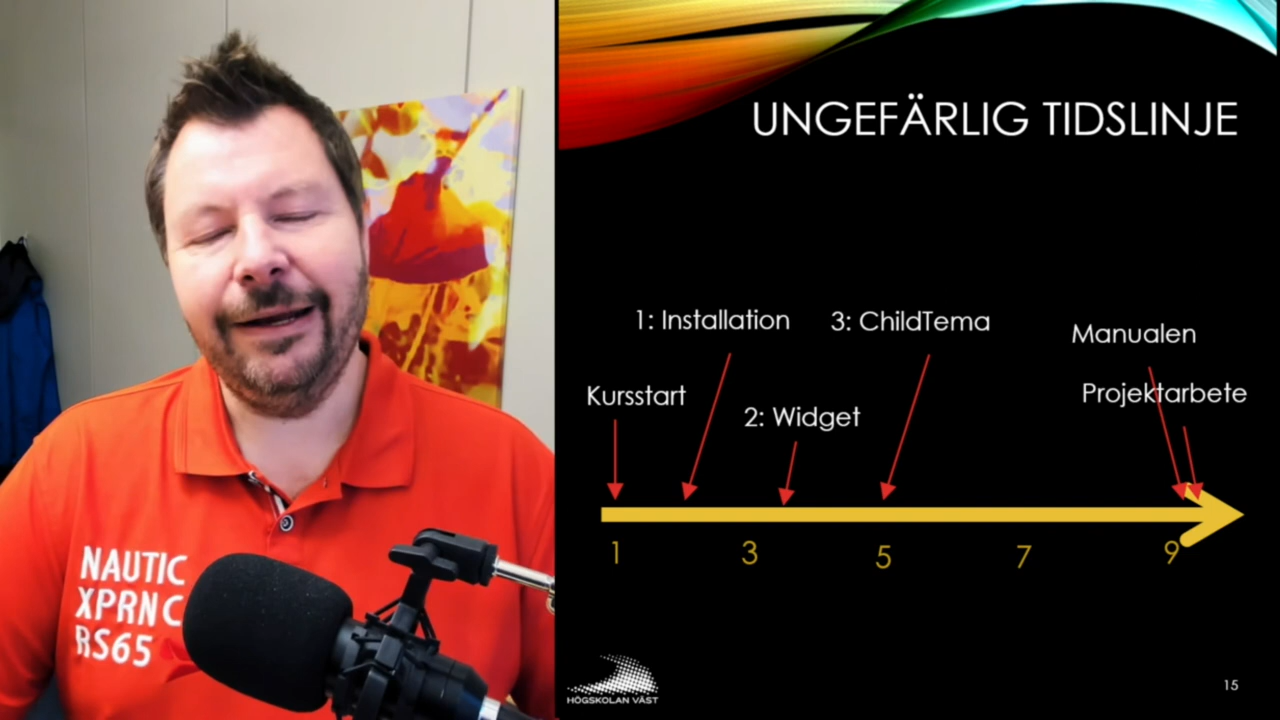 UNGEFÄRLIG TIDSLINJE
1: Installation
3: ChildTema
Manualen
Kursstart
2: Widget
Projektarbete
1 3 5 7 9
NAUTIC
XPRNC
RS65
HÖGSKOLAN VÄST
15